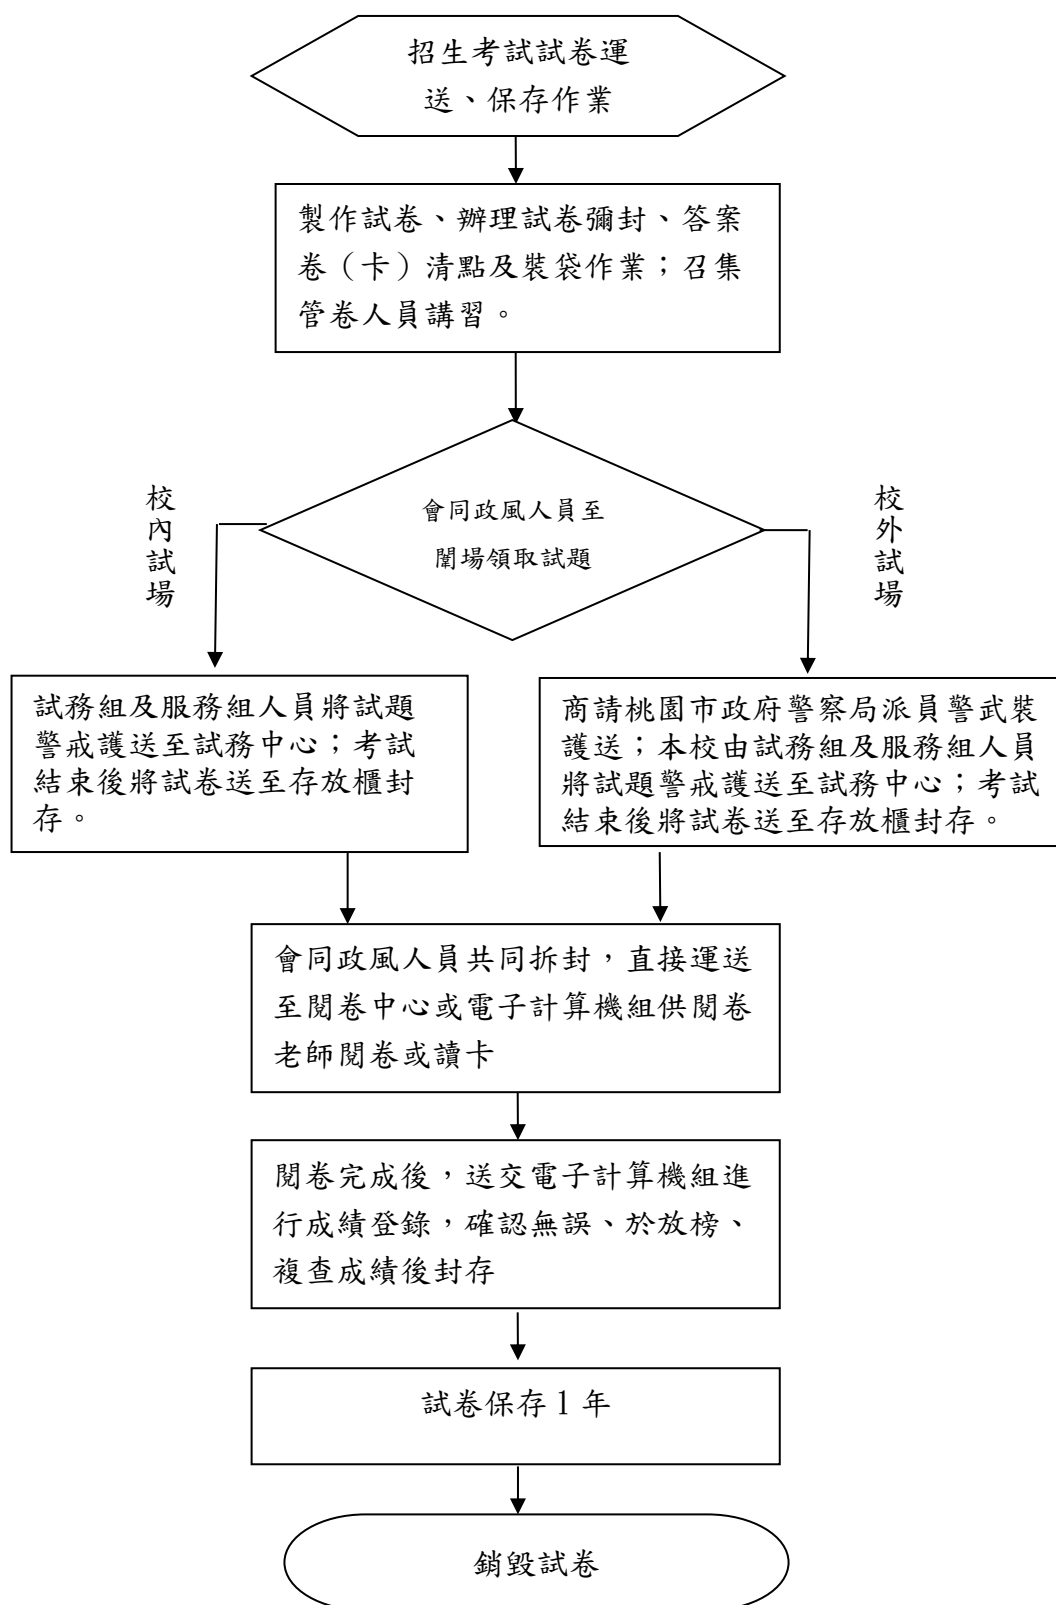 招生考試試卷運
送、保存作業
製作試卷、辦理試卷彌封、答案
卷（卡）清點及裝袋作業；召集
管卷人員講習。
會同政風人員至
闈場領取試題
校內試場
校外試場
試務組及服務組人員將試題
警戒護送至試務中心；考試
結束後將試卷送至存放櫃封
存。
商請桃園市政府警察局派員警武裝
護送；本校由試務組及服務組人員
將試題警戒護送至試務中心；考試
結束後將試卷送至存放櫃封存。
會同政風人員共同拆封，直接運送
至閱卷中心或電子計算機組供閱卷
老師閱卷或讀卡
閱卷完成後，送交電子計算機組進
行成績登錄，確認無誤、於放榜、
複查成績後封存
試卷保存 1 年
銷毀試卷